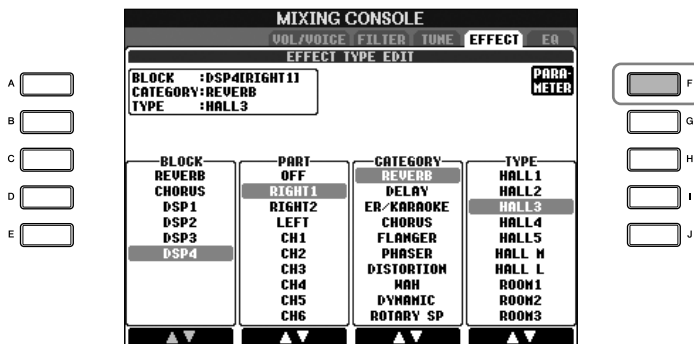 MIXING CONSOLE
VOL/VOICE FILTER TUNE EFFECT EQ
EFFECT TYPE EDIT
BLOCK :DSP4[RIGHT1]
CATEGORY:REVERB
TYPE :HALL3
PARA-
METER
A
B
C
D
E
F
G
H
I
J
BLOCK
REVERB
CHORUS
DSP1
DSP2
DSP3
DSP4
PART
OFF
RIGHT1
RIGHT2
LEFT
CH1
CH2
CH3
CH4
CH5
CH6
CATEGORY
REVERB
DELAY
ER/KARAOKE
CHORUS
FLANGER
PHASER
DISTORTION
WAH
DYNAMIC
ROTARY SP
TYPE
HALL1
HALL2
HALL3
HALL4
HALL5
HALL M
HALL L
ROOM1
ROOM2
ROOM3